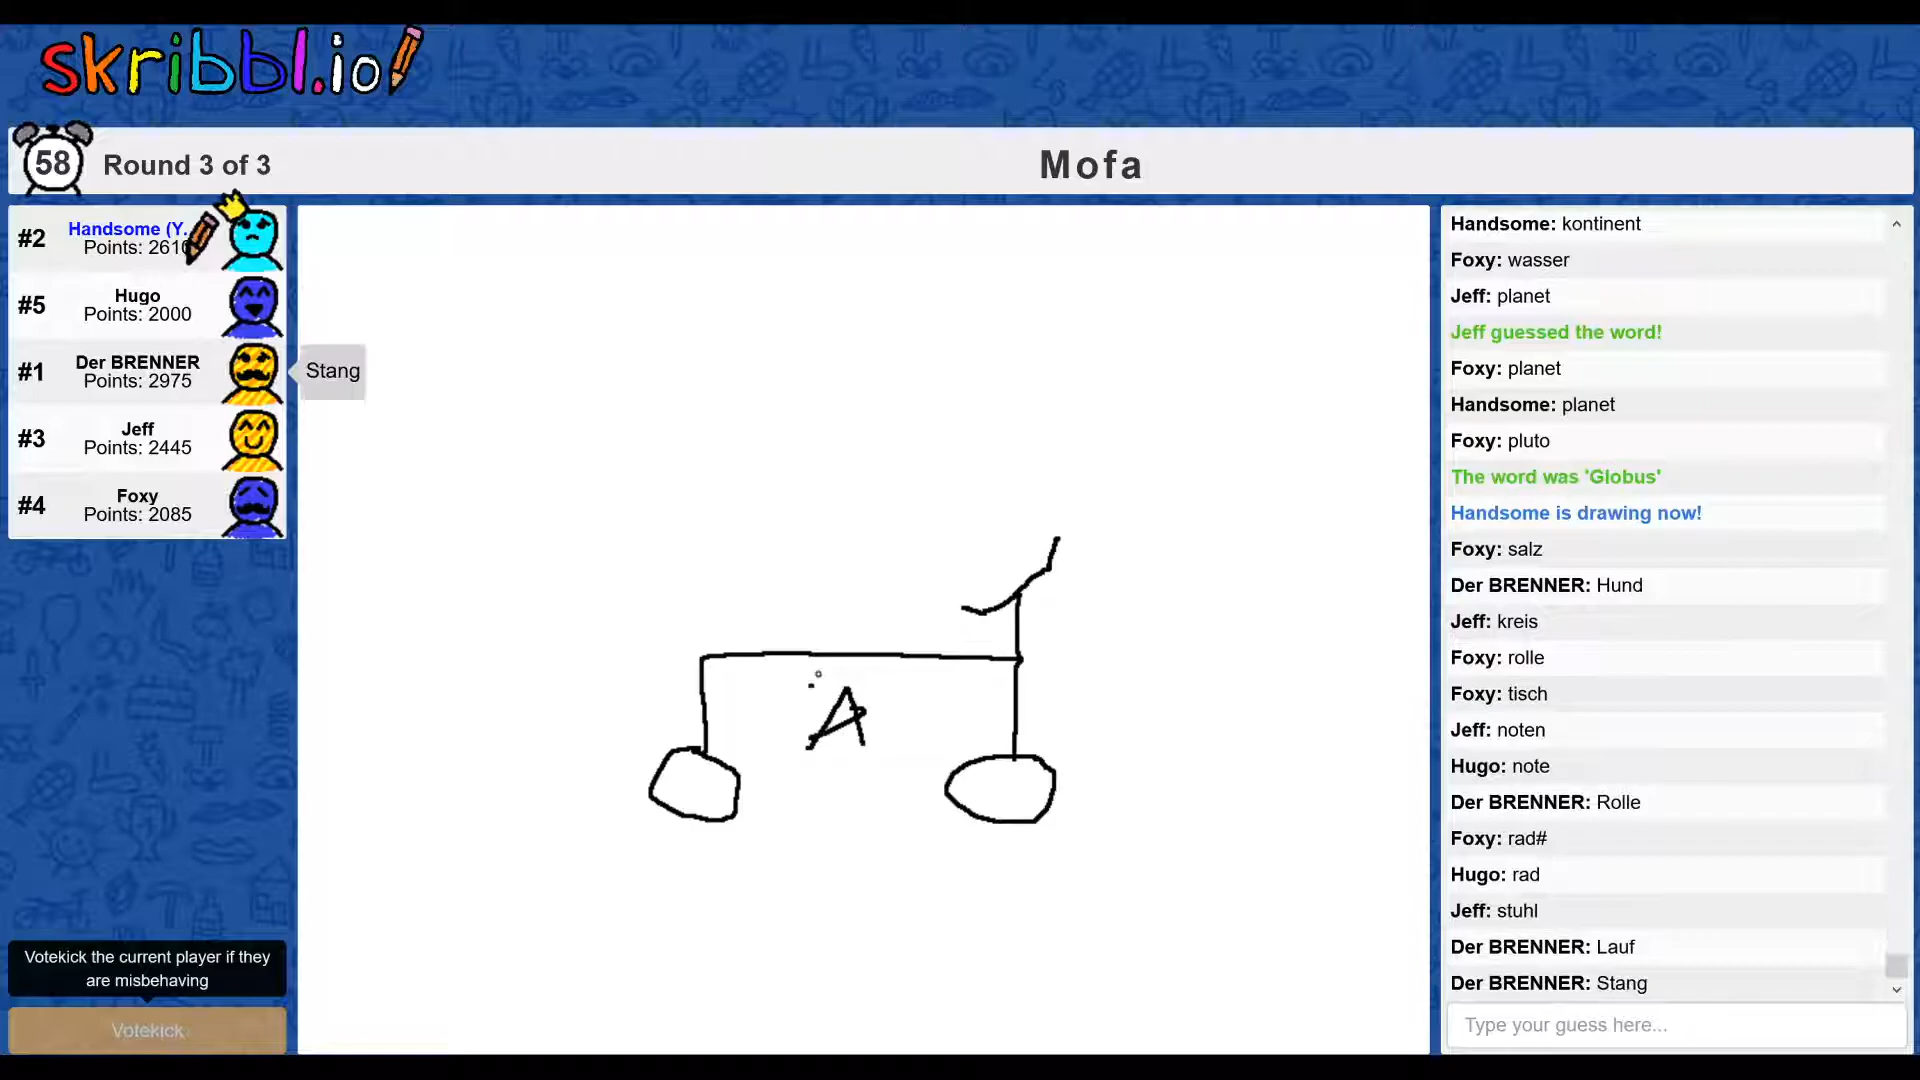 skribbl.io
58
Round 3 of 3
Mofa
#2
Handsome (Y...
#5
Hugo
Points: 2000
#1
Der BRENNER
Points: 2975
Stang
#3
Jeff
Points: 2445
#4
Foxy
Points: 2085
A
Votekick the current player if they
are misbehaving
Votekick
Handsome: kontinent
Foxy: wasser
Jeff: planet
Jeff guessed the word!
Foxy: planet
Handsome: planet
Foxy: pluto
The word was 'Globus'
Handsome is drawing now!
Foxy: salz
Der BRENNER: Hund
Jeff: kreis
Foxy: rolle
Foxy: tisch
Jeff: noten
Hugo: note
Der BRENNER: Rolle
Foxy: rad#
Hugo: rad
Jeff: stuhl
Der BRENNER: Lauf
Der BRENNER: Stang
Type your guess here...